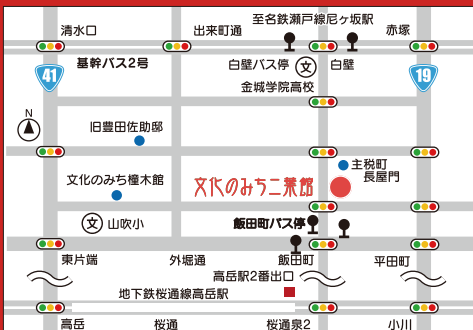 至名鉄瀬戸線尼ヶ坂駅
清水口
出来町通
赤塚
基幹バス2号
白壁バス停
文
白壁
41
19
金城学院高校
N
旧豊田佐助邸
主税町
長屋門
文化のみち橦木館
文化のみち二葉館
文
山吹小
飯田町バス停
東片端
外堀通
飯田町
平田町
高岳駅2番出口
地下鉄桜通線高岳駅
高岳
桜通
桜通泉2
小川